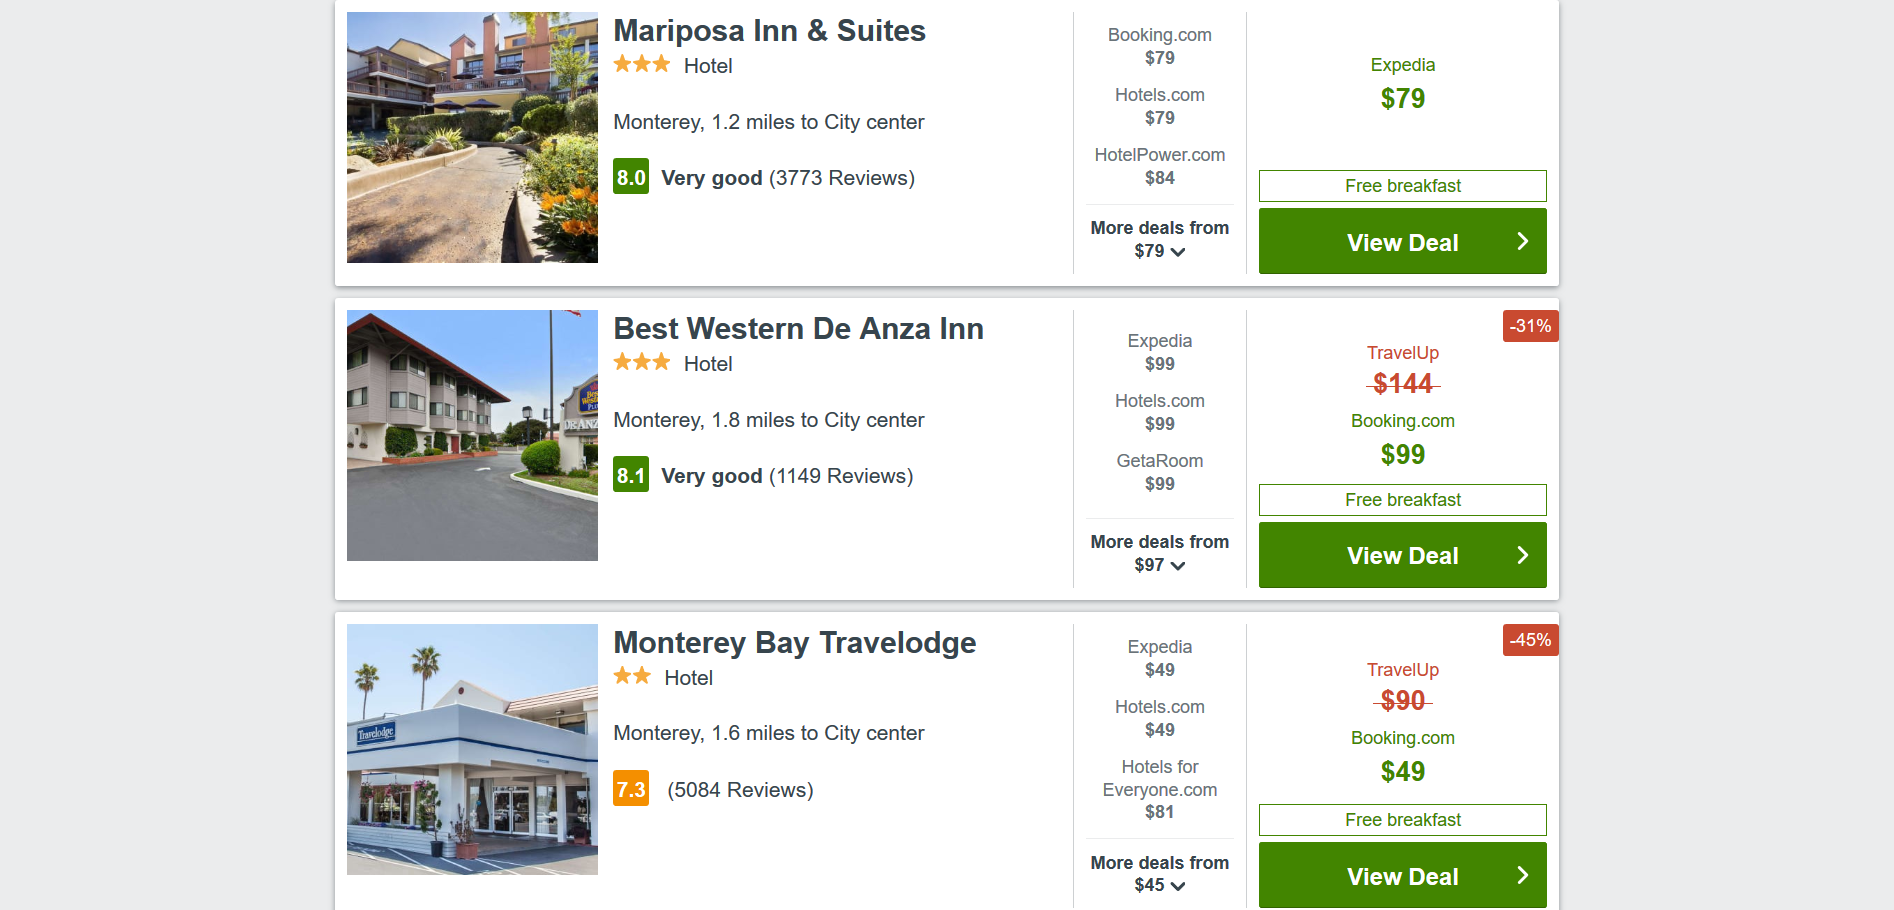 Mariposa Inn & Suites
Hotel
Monterey, 1.2 miles to City center
8.0 Very good (3773 Reviews)
Booking.com
$79
Hotels.com
$79
HotelPower.com
$84
More deals from
$79
Expedia
$79
Free breakfast
View Deal
Best Western De Anza Inn
Hotel
Monterey, 1.8 miles to City center
8.1 Very good (1149 Reviews)
Expedia
$99
Hotels.com
$99
GetaRoom
$99
More deals from
$97
-31%
TravelUp
$144
Booking.com
$99
Free breakfast
View Deal
Travelodge
Monterey Bay Travelodge
Hotel
Monterey, 1.6 miles to City center
7.3 (5084 Reviews)
Expedia
$49
Hotels.com
$49
Hotels for
Everyone.com
$81
More deals from
$45
-45%
TravelUp
$90
Booking.com
$49
Free breakfast
View Deal